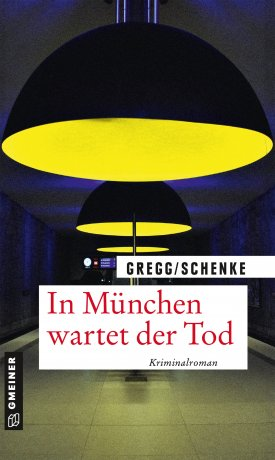 GREGG/SCHENKE
In München
wartet der Tod
Kriminalroman
GMEINER